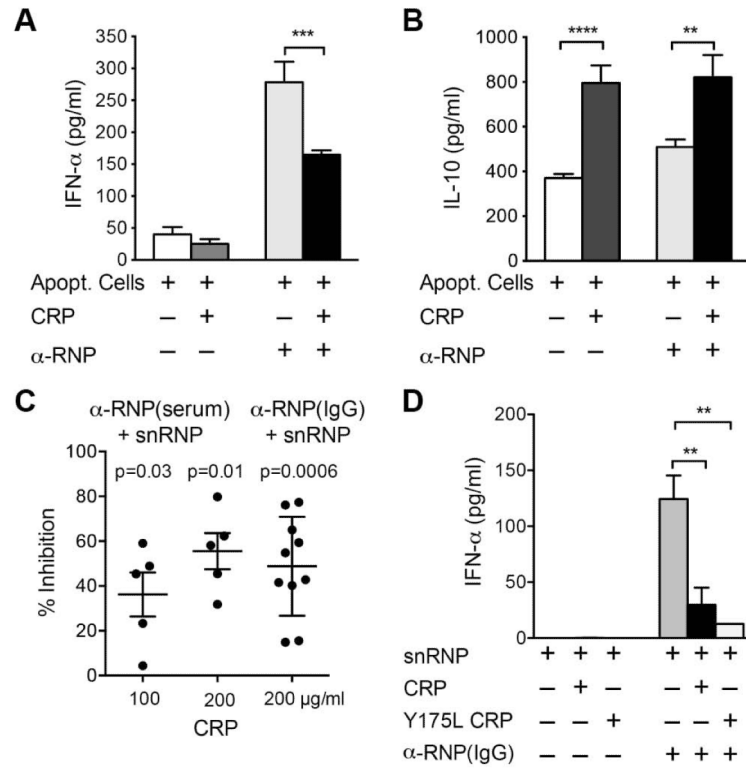 A
***
350
300
250
200
150
100
50
0
IFN-α (pg/ml)
Apopt. Cells + + + +
CRP – + – +
α-RNP – – + +
B
**** **
1000
800
600
400
200
0
IL-10 (pg/ml)
Apopt. Cells + + + +
CRP – + – +
α-RNP – – + +
C
α-RNP(serum) α-RNP(IgG)
+ snRNP + snRNP
p=0.03 p=0.01 p=0.0006
100
80
60
40
20
0
% Inhibition
100 200 200 µg/ml
CRP
D
**
**
200
150
100
50
0
IFN-α (pg/ml)
snRNP + + + + + +
CRP – + – – + –
Y175L CRP – – + – – +
α-RNP(IgG) – – – + + +